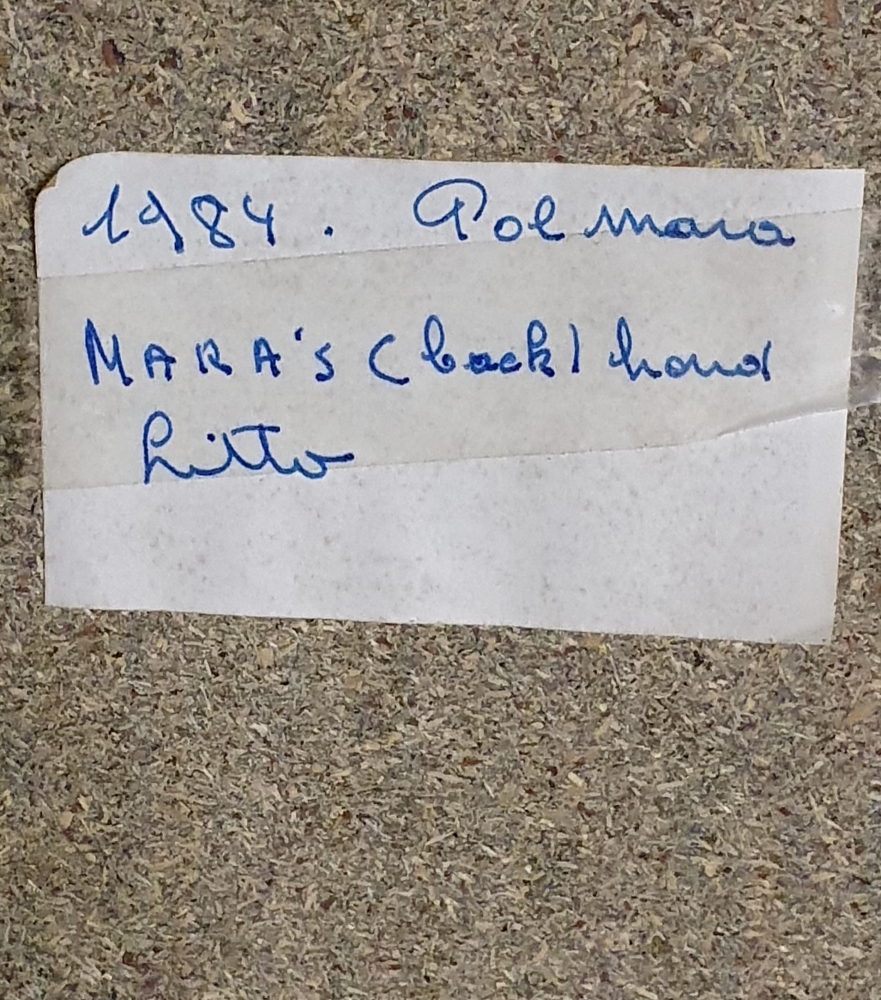 1984. Pol Mara
MARA's (back) hand
Litto